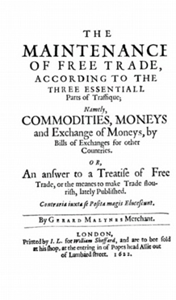 THE
MAINTENANCE
OF FREE TRADE,
ACCORDING TO THE
THREE ESSENTIALL
Parts of Traffique;
Namely,
COMMODITIES, MONEYS
and Exchange of Moneys, by
Bills of Exchanges for other
Countries.
OR,
An answer to a Treatise of Free
Trade, or the meanes to make Trade flou-
rish, lately Published.
Contraria iuxta se Posita magis Elucescunt.
By GERARD MALYNES Merchant.
LONDON,
Printed by I. L. for William Sheffard, and are to bee sold
at his shop, at the entring in of Popes head Allie out
of Lumbard street. 1622.